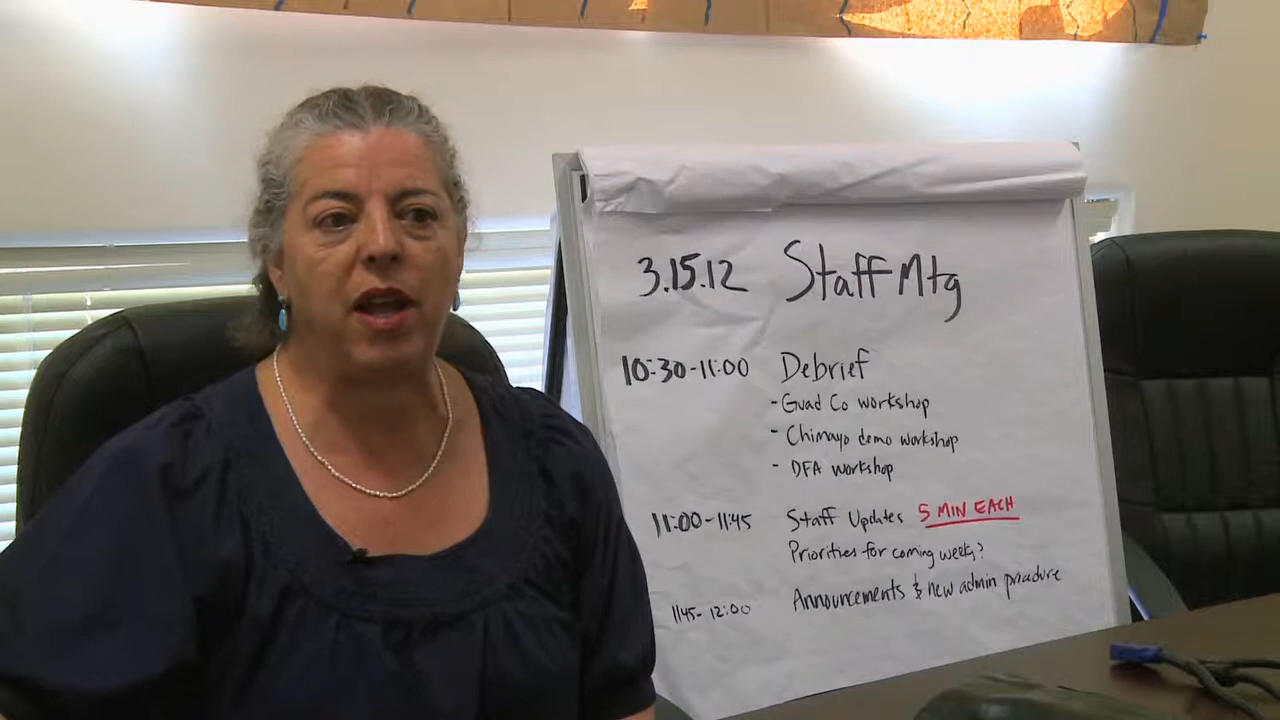 3.15.12 Staff Mtg
10:30-11:00 Debrief
- Guad Co workshop
- Chimayo demo workshop
- DFA workshop
11:00-11:45 Staff Updates 5 MIN EACH
Priorities for coming weeks?
1145-12:00 Announcements & new admin procedure